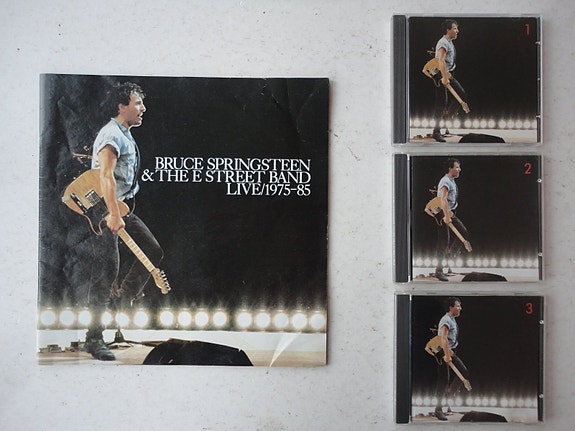 BRUCE SPRINGSTEEN
& THE E STREET BAND
LIVE/1975–85
1
2
3